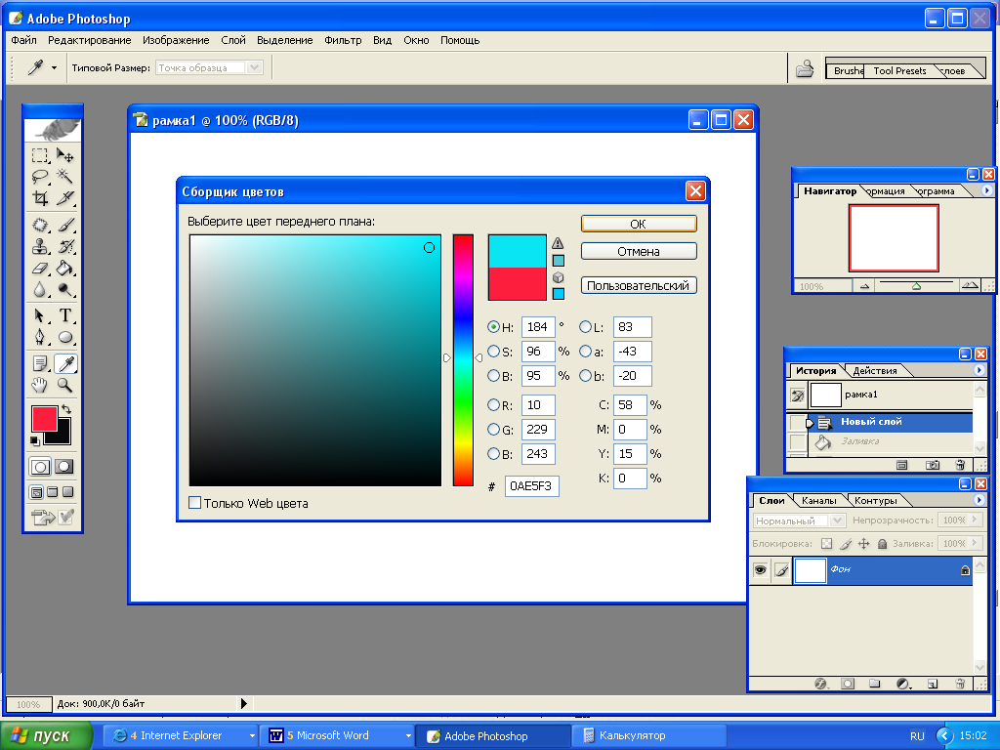 Adobe Photoshop
Файл Редактирование Изображение Слой Выделение Фильтр Вид Окно Помощь
Типовой Размер: Точка образца
Brushe Tool Presets слоев
рамка1 @ 100% (RGB/8)
Сборщик цветов
Выберите цвет переднего плана:
OK
Отмена
Пользовательский
H: 184 ° L: 83
S: 96 % a: -43
B: 95 % b: -20
R: 10 C: 58 %
G: 229 M: 0 %
B: 243 Y: 15 %
K: 0 %
# 0AE5F3
Только Web цвета
Навигатор ормация ограмма
100%
История Действия
рамка1
Новый слой
Заливка
Слои Каналы Контуры
Нормальный Непрозрачность: 100%
Блокировка: Заливка: 100%
Фон
100% Док: 900,0K/0 байт
пуск 4 Internet Explorer 5 Microsoft Word Adobe Photoshop Калькулятор RU 15:02